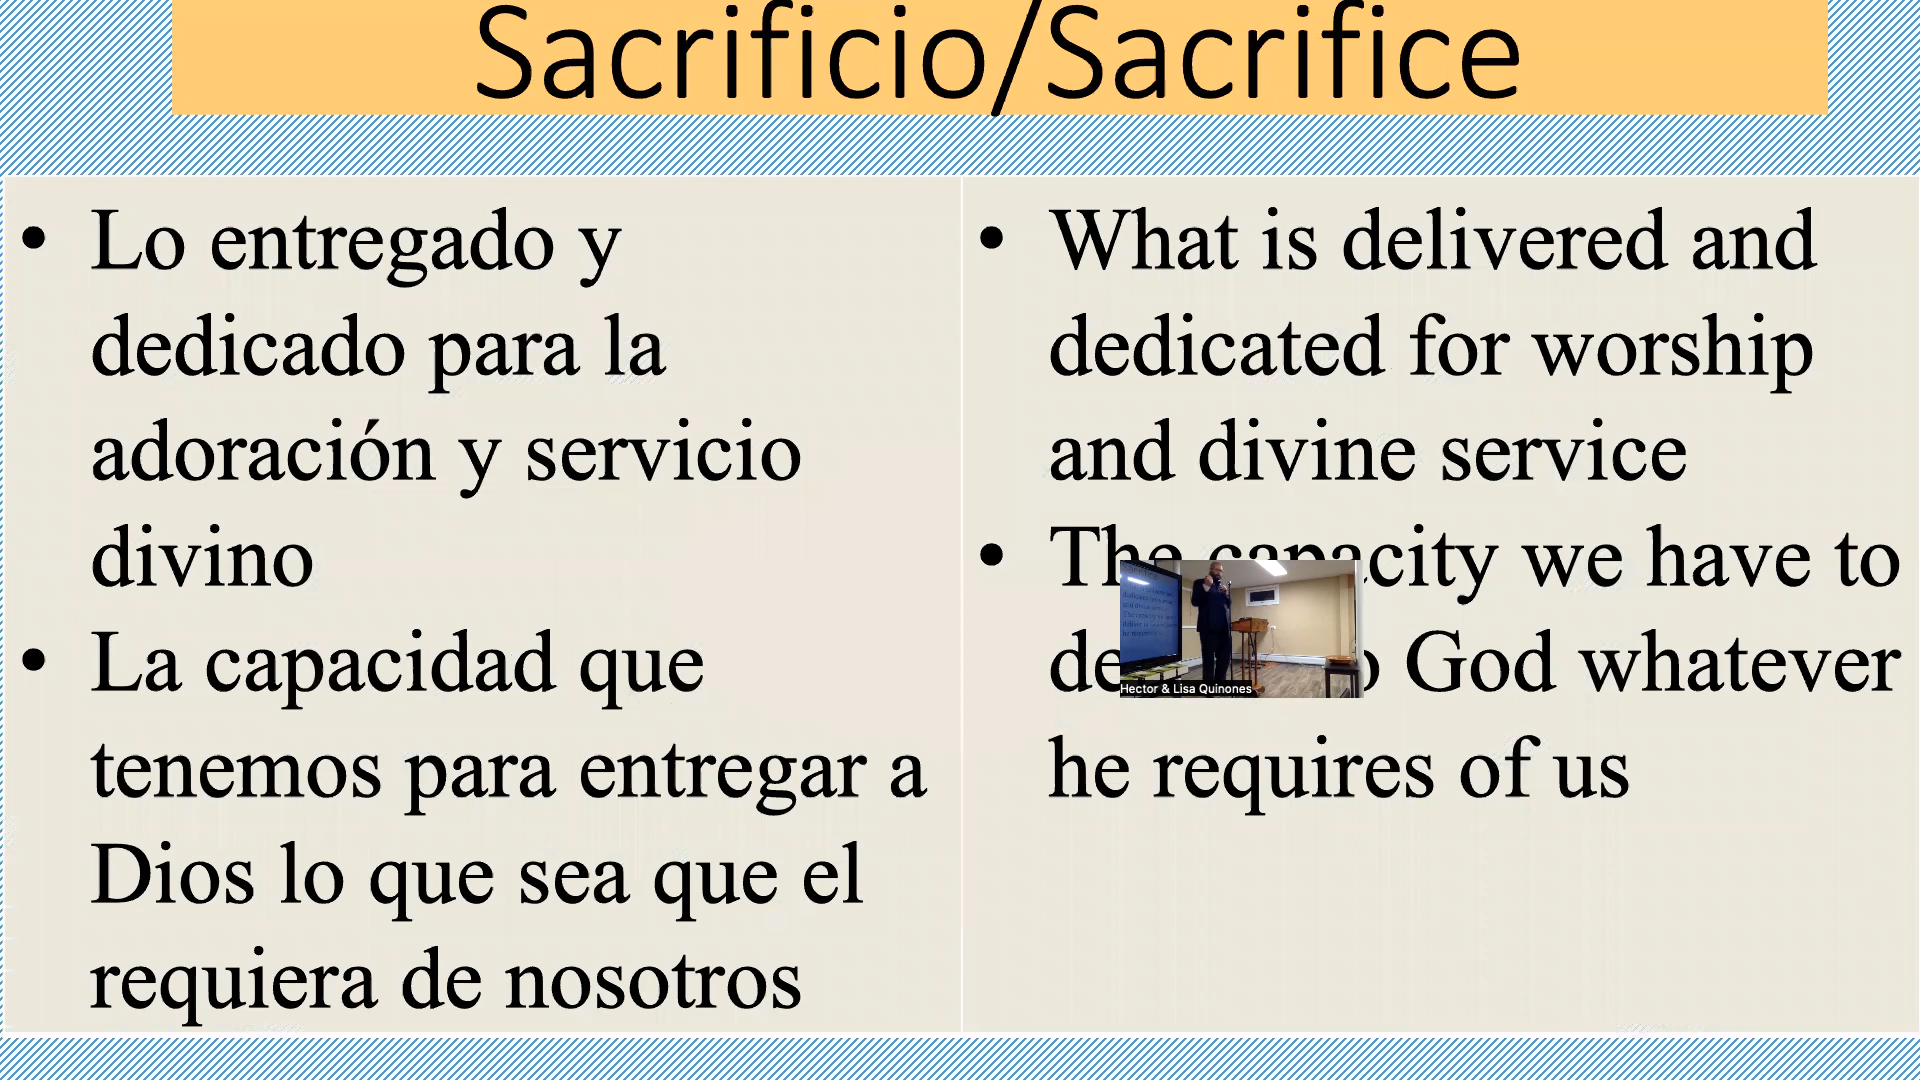 Sacrificio/Sacrifice
• Lo entregado y
dedicado para la
adoración y servicio
divino
• La capacidad que
tenemos para entregar a
Dios lo que sea que el
requiera de nosotros
• What is delivered and
dedicated for worship
and divine service
• The capacity we have to
God whatever
he requires of us
Hector & Lisa Quinones